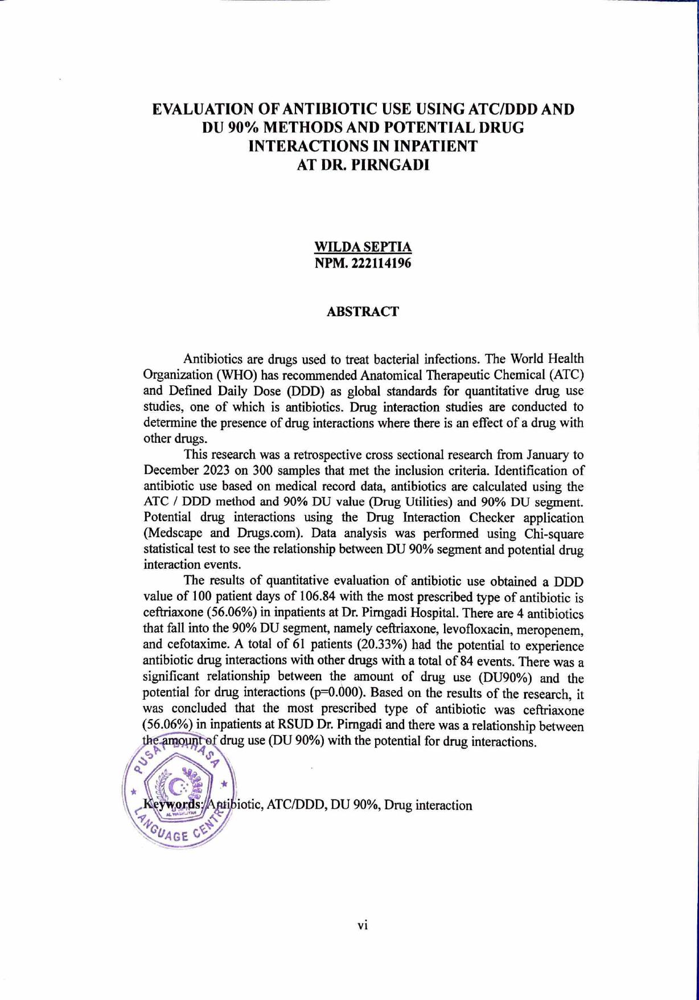 EVALUATION OF ANTIBIOTIC USE USING ATC/DDD AND
DU 90% METHODS AND POTENTIAL DRUG
INTERACTIONS IN INPATIENT
AT DR. PIRNGADI
WILDA SEPTIA
NPM. 222114196
ABSTRACT
Antibiotics are drugs used to treat bacterial infections. The World Health
Organization (WHO) has recommended Anatomical Therapeutic Chemical (ATC)
and Defined Daily Dose (DDD) as global standards for quantitative drug use
studies, one of which is antibiotics. Drug interaction studies are conducted to
determine the presence of drug interactions where there is an effect of a drug with
other drugs.
This research was a retrospective cross sectional research from January to
December 2023 on 300 samples that met the inclusion criteria. Identification of
antibiotic use based on medical record data, antibiotics are calculated using the
ATC / DDD method and 90% DU value (Drug Utilities) and 90% DU segment.
Potential drug interactions using the Drug Interaction Checker application
(Medscape and Drugs.com). Data analysis was performed using Chi-square
statistical test to see the relationship between DU 90% segment and potential drug
interaction events.
The results of quantitative evaluation of antibiotic use obtained a DDD
value of 100 patient days of 106.84 with the most prescribed type of antibiotic is
ceftriaxone (56.06%) in inpatients at Dr. Pirngadi Hospital. There are 4 antibiotics
that fall into the 90% DU segment, namely ceftriaxone, levofloxacin, meropenem,
and cefotaxime. A total of 61 patients (20.33%) had the potential to experience
antibiotic drug interactions with other drugs with a total of 84 events. There was a
significant relationship between the amount of drug use (DU90%) and the
potential for drug interactions (p=0.000). Based on the results of the research, it
was concluded that the most prescribed type of antibiotic was ceftriaxone
(56.06%) in inpatients at RSUD Dr. Pirngadi and there was a relationship between
the amount of drug use (DU 90%) with the potential for drug interactions.
PUSAT BAHASA
AL WASHLIYAH
LANGUAGE CENTRE
Keywords: Antibiotic, ATC/DDD, DU 90%, Drug interaction
vi